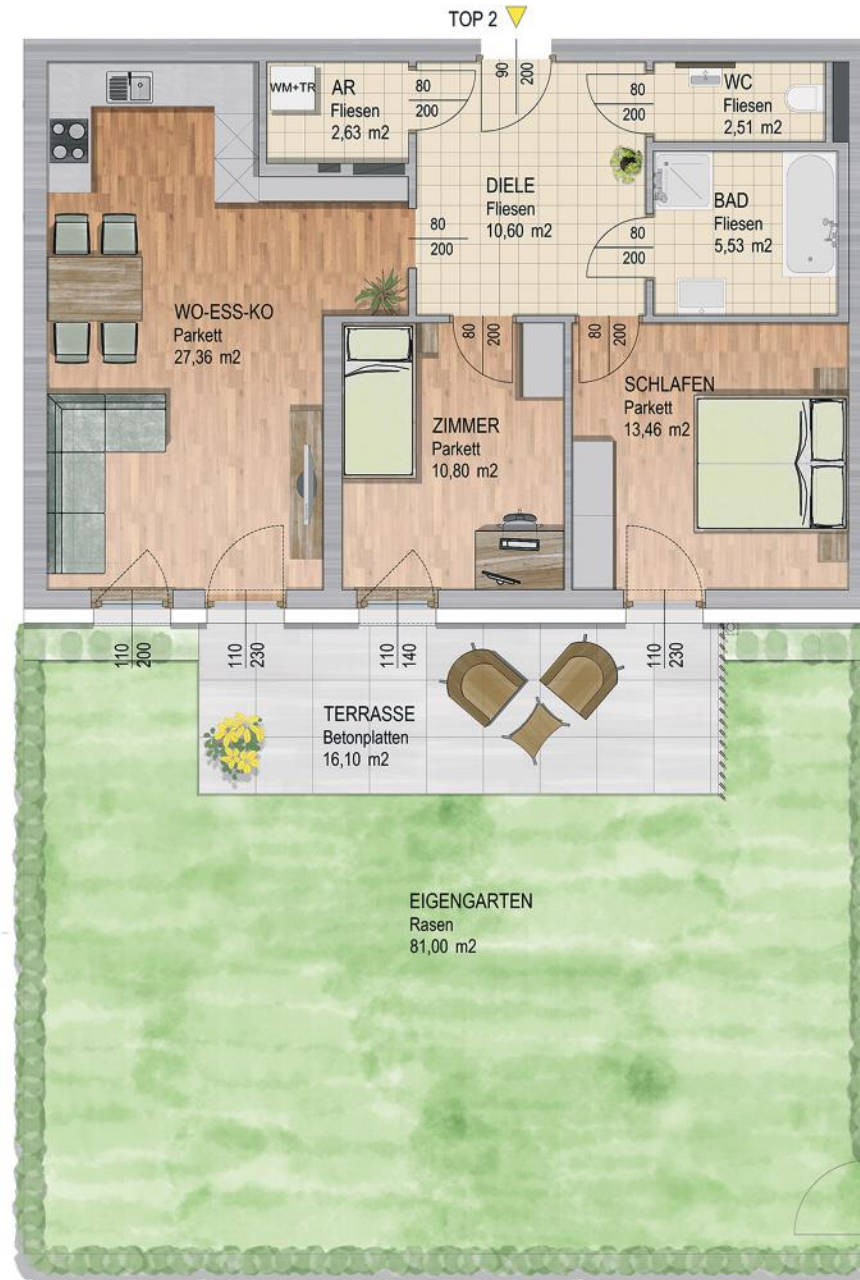 TOP 2
WM+TR
AR
Fliesen
2,63 m2
80
200
90
200
80
200
WC
Fliesen
2,51 m2
DIELE
Fliesen
10,60 m2
80
200
80
200
BAD
Fliesen
5,53 m2
WO-ESS-KO
Parkett
27,36 m2
80
200
80
200
ZIMMER
Parkett
10,80 m2
SCHLAFEN
Parkett
13,46 m2
110
200
110
230
110
140
110
230
TERRASSE
Betonplatten
16,10 m2
EIGENGARTEN
Rasen
81,00 m2